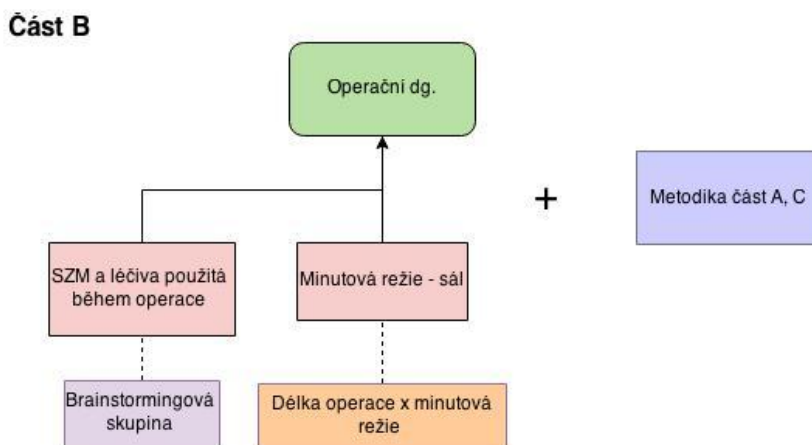 Část B
Operační dg.
+
Metodika část A, C
SZM a léčiva použitá
během operace
Minutová režie - sál
Brainstormingová
skupina
Délka operace x minutová
režie